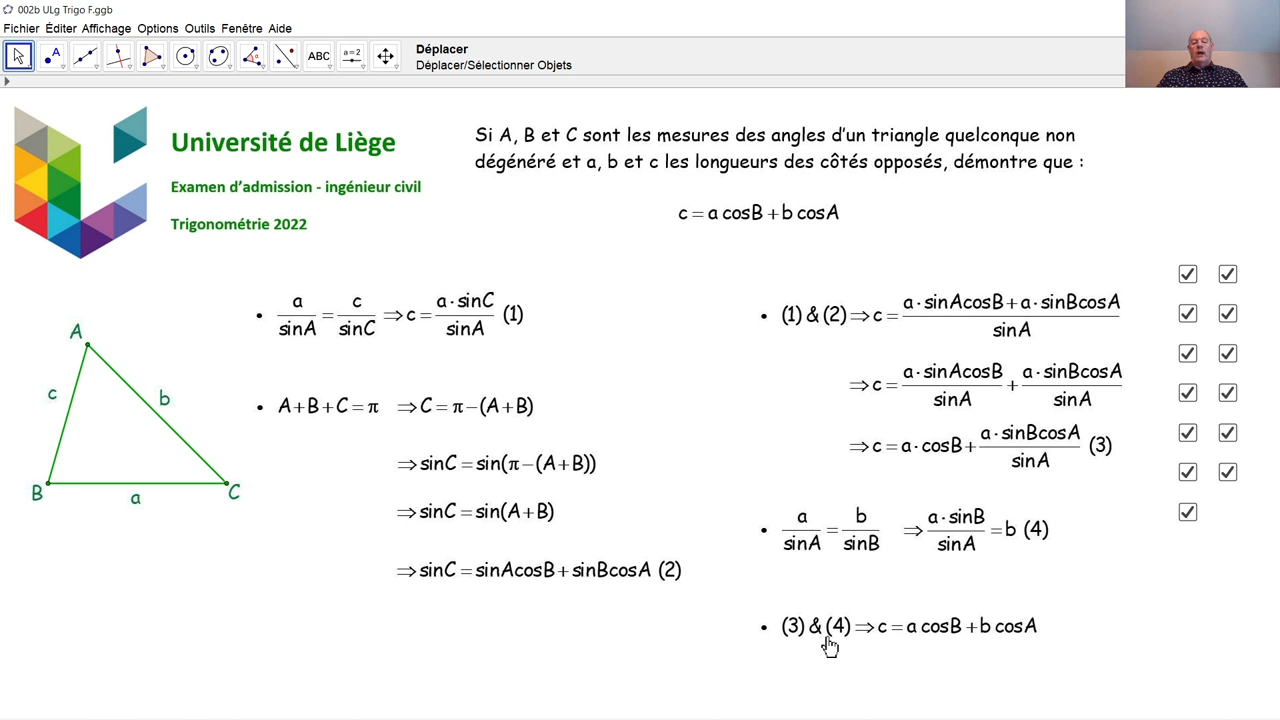 002b ULg Trigo F.ggb
Fichier Éditer Affichage Options Outils Fenêtre Aide
A
ABC
a=2
Déplacer
Déplacer/Sélectionner Objets
Université de Liège
Examen d'admission - ingénieur civil
Trigonométrie 2022
Si A, B et C sont les mesures des angles d'un triangle quelconque non
dégénéré et a, b et c les longueurs des côtés opposés, démontre que :
c = a cosB + b cosA
A
c
b
B
a
C
• a/sinA = c/sinC ⇒ c = a·sinC/sinA (1)
• A+B+C = π ⇒ C = π−(A+B)
⇒ sinC = sin(π−(A+B))
⇒ sinC = sin(A+B)
⇒ sinC = sinAcosB + sinBcosA (2)
• (1) & (2) ⇒ c = a·sinAcosB + a·sinBcosA/sinA
⇒ c = a·sinAcosB/sinA + a·sinBcosA/sinA
⇒ c = a·cosB + a·sinBcosA/sinA (3)
• a/sinA = b/sinB ⇒ a·sinB/sinA = b (4)
• (3) & (4) ⇒ c = a cosB + b cosA